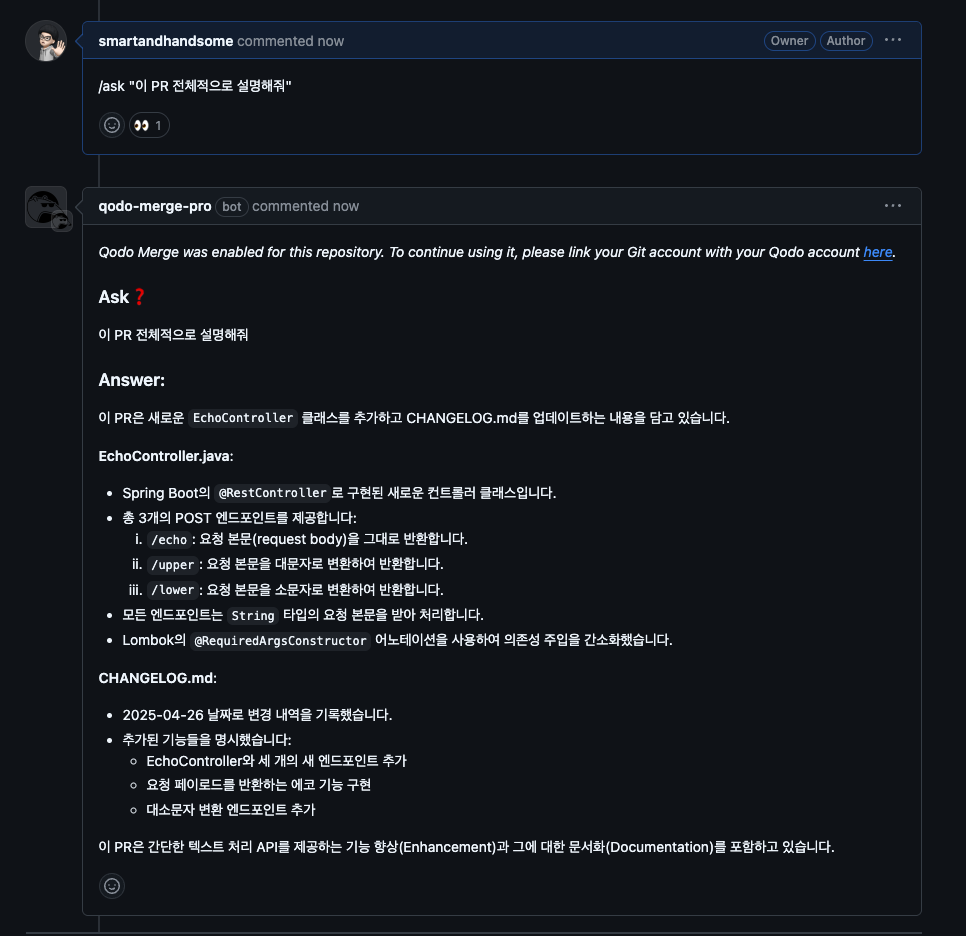 smartandhandsome commented now Owner Author ...
/ask "이 PR 전체적으로 설명해줘"
👀 1
qodo-merge-pro bot commented now ...
Qodo Merge was enabled for this repository. To continue using it, please link your Git account with your Qodo account here.
Ask❓
이 PR 전체적으로 설명해줘
Answer:
이 PR은 새로운 EchoController 클래스를 추가하고 CHANGELOG.md를 업데이트하는 내용을 담고 있습니다.
EchoController.java:
• Spring Boot의 @RestController로 구현된 새로운 컨트롤러 클래스입니다.
• 총 3개의 POST 엔드포인트를 제공합니다:
i. /echo: 요청 본문(request body)을 그대로 반환합니다.
ii. /upper: 요청 본문을 대문자로 변환하여 반환합니다.
iii. /lower: 요청 본문을 소문자로 변환하여 반환합니다.
• 모든 엔드포인트는 String 타입의 요청 본문을 받아 처리합니다.
• Lombok의 @RequiredArgsConstructor 어노테이션을 사용하여 의존성 주입을 간소화했습니다.
CHANGELOG.md:
• 2025-04-26 날짜로 변경 내역을 기록했습니다.
• 추가된 기능들을 명시했습니다:
◦ EchoController와 세 개의 새 엔드포인트 추가
◦ 요청 페이로드를 반환하는 에코 기능 구현
◦ 대소문자 변환 엔드포인트 추가
이 PR은 간단한 텍스트 처리 API를 제공하는 기능 향상(Enhancement)과 그에 대한 문서화(Documentation)를 포함하고 있습니다.